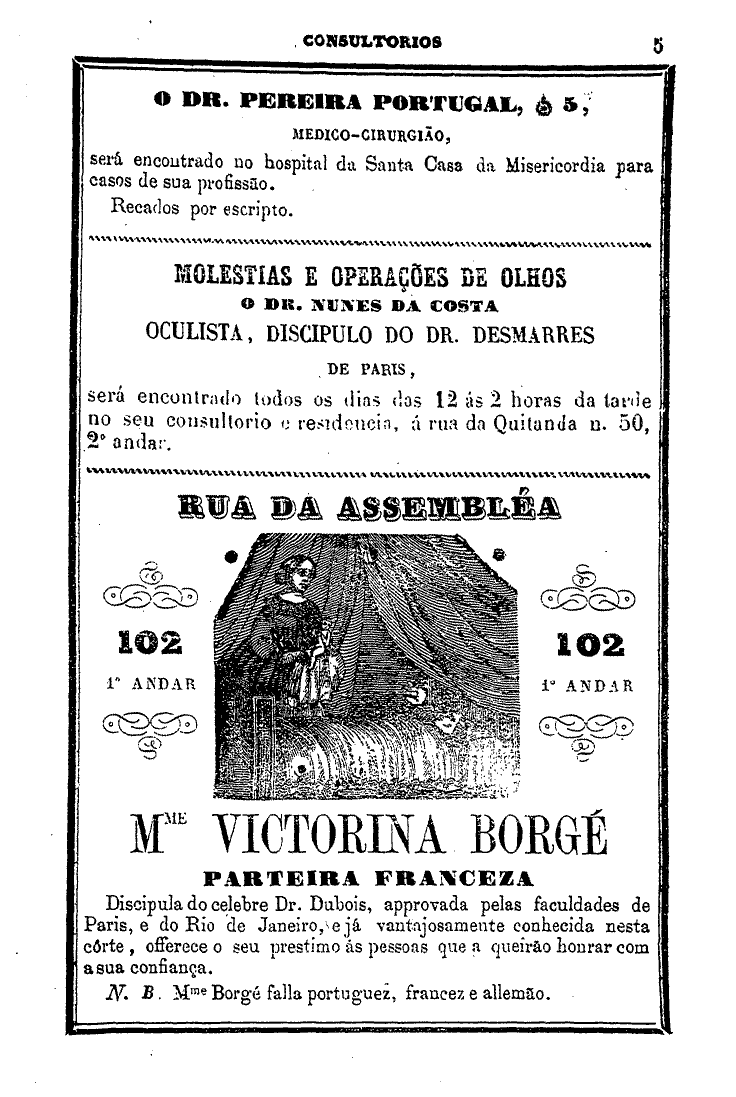 CONSULTORIOS 5
O DR. PEREIRA PORTUGAL, 5,
MEDICO-CIRURGIÃO,
será encontrado no hospital da Santa Casa da Misericordia para
casos de sua profissão.
Recados por escripto.
MOLESTIAS E OPERAÇÕES DE OLHOS
O DR. NUNES DA COSTA
OCULISTA, DISCIPULO DO DR. DESMARRES
DE PARIS,
será encontrado todos os dias das 12 ás 2 horas da tarde
no seu consultorio e residencia, á rua da Quitanda n. 50,
2º andar.
RUA DA ASSEMBLÉA
102
1º ANDAR
102
1º ANDAR
Mᴹᴱ VICTORINA BORGÉ
PARTEIRA FRANCEZA
Discipula do celebre Dr. Dubois, approvada pelas faculdades de
Paris, e do Rio de Janeiro, e já vantajosamente conhecida nesta
côrte, offerece o seu prestimo ás pessoas que a queirão honrar com
a sua confiança.
N. B. Mᵐᵉ Borgé falla portuguez, francez e allemão.